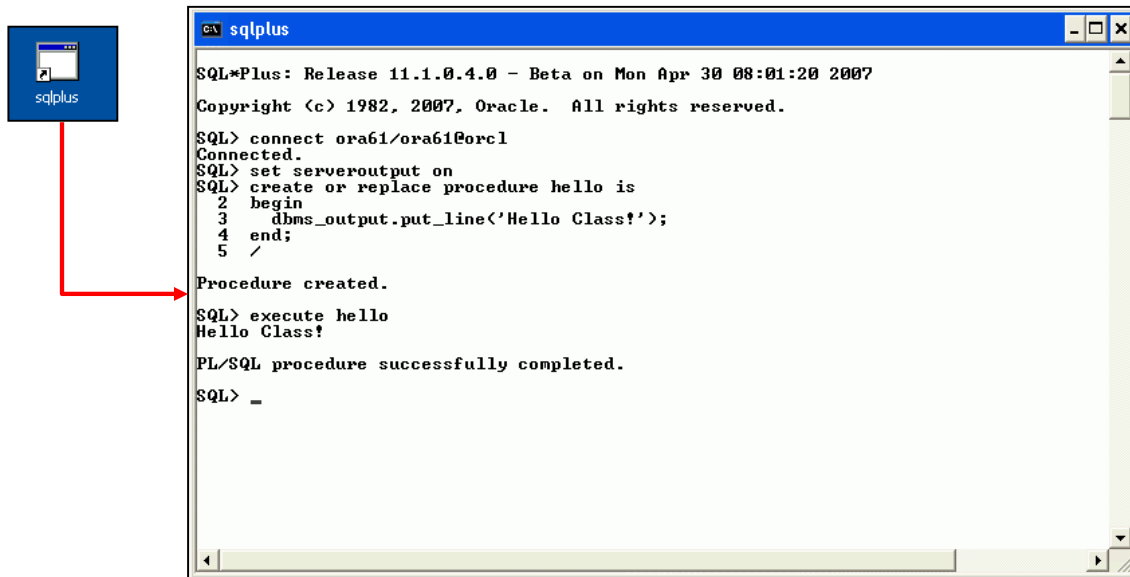 sqlplus
sqlplus
SQL*Plus: Release 11.1.0.4.0 - Beta on Mon Apr 30 08:01:20 2007
Copyright (c) 1982, 2007, Oracle.  All rights reserved.
SQL> connect ora61/ora61@orcl
Connected.
SQL> set serveroutput on
SQL> create or replace procedure hello is
  2  begin
  3    dbms_output.put_line('Hello Class!');
  4  end;
  5  /
Procedure created.
SQL> execute hello
Hello Class!
PL/SQL procedure successfully completed.
SQL> _